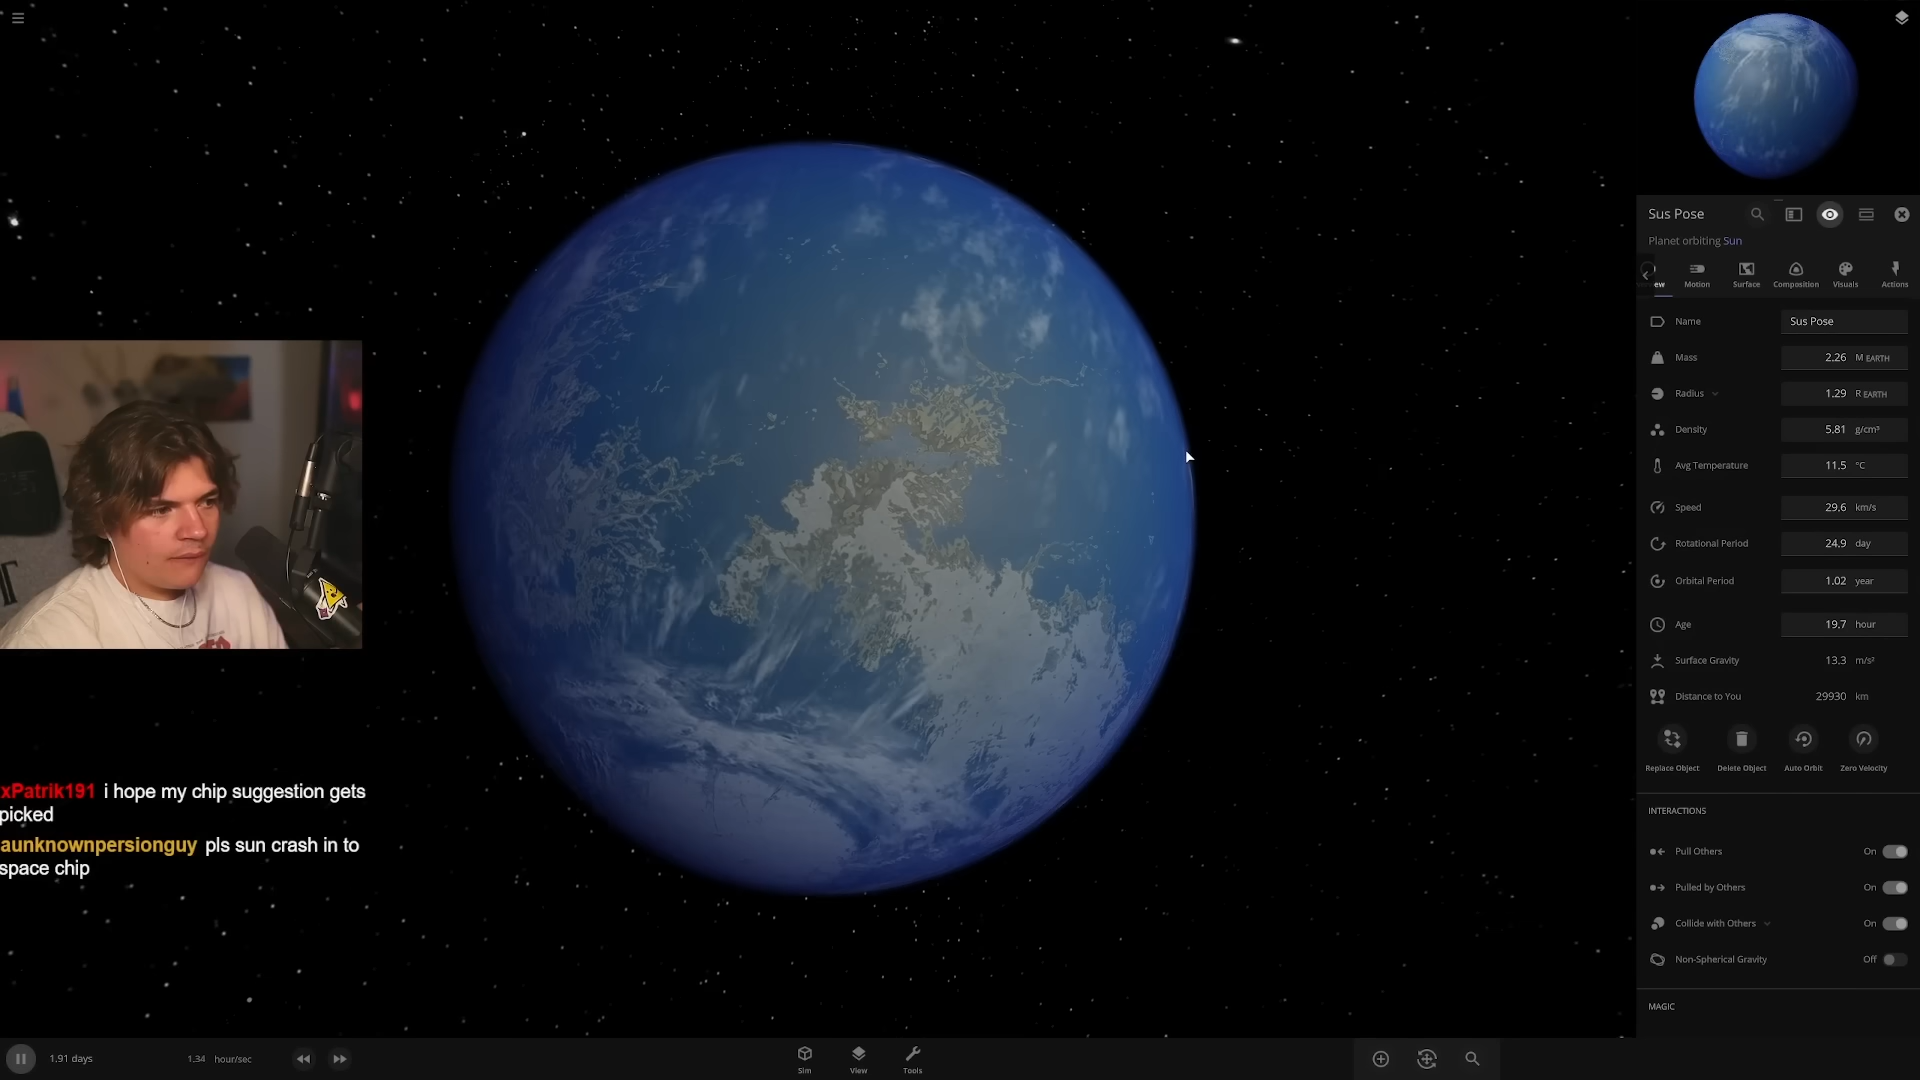 Sus Pose
Planet orbiting Sun
ew
Motion
Surface
Composition
Visuals
Actions
Name
Sus Pose
Mass
2.26 M EARTH
Radius
1.29 R EARTH
Density
5.81 g/cm³
Avg Temperature
11.5 °C
Speed
29.6 km/s
Rotational Period
24.9 day
Orbital Period
1.02 year
Age
19.7 hour
Surface Gravity
13.3 m/s²
Distance to You
29930 km
Replace Object
Delete Object
Auto Orbit
Zero Velocity
INTERACTIONS
Pull Others
On
Pulled by Others
On
Collide with Others
On
Non-Spherical Gravity
Off
MAGIC
xPatrik191 i hope my chip suggestion gets
picked
aunknownpersionguy pls sun crash in to
space chip
1.91 days
1.34 hour/sec
Sim
View
Tools